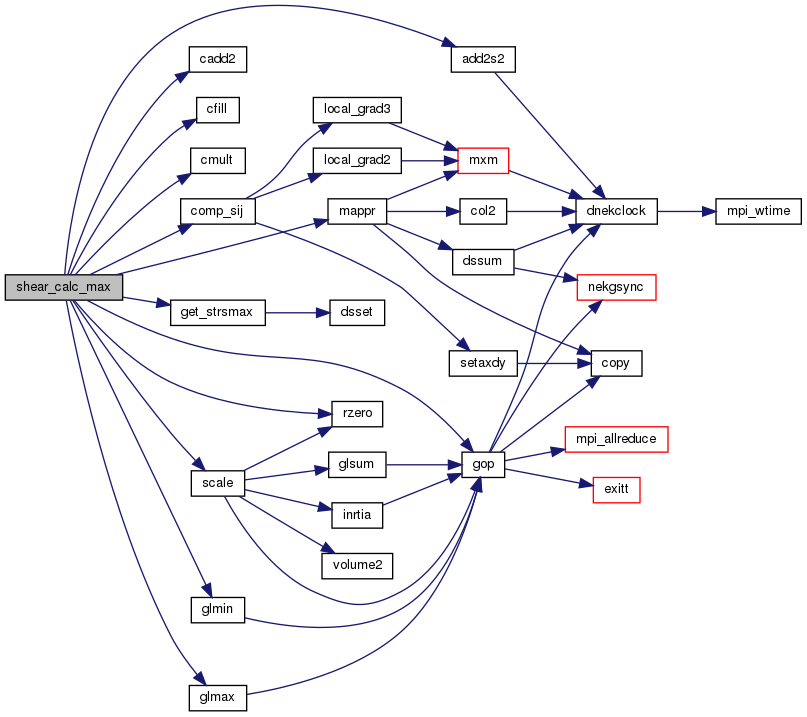 add2s2
cadd2
cfill
local_grad3
cmult
local_grad2
mxm
comp_sij
mappr
col2
dnekclock
mpi_wtime
dssum
shear_calc_max
nekgsync
get_strsmax
dsset
setaxdy
copy
rzero
mpi_allreduce
glsum
gop
scale
exitt
inrtia
volume2
glmin
glmax